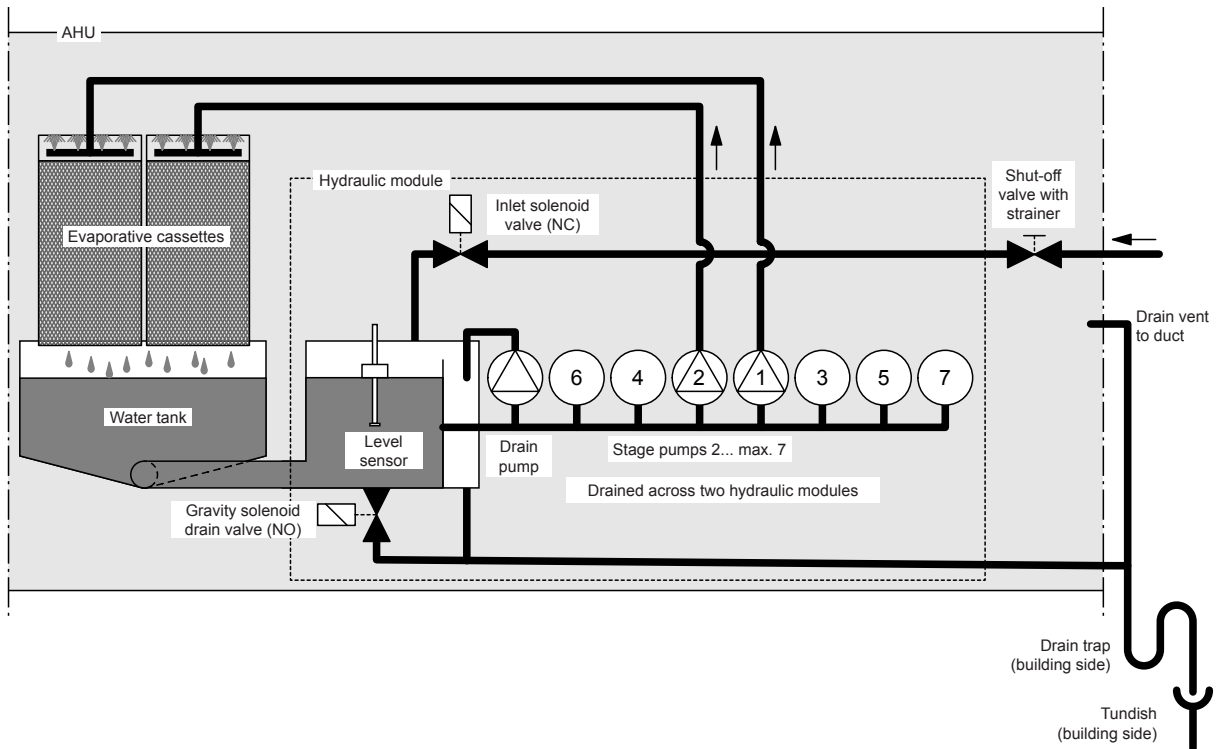 AHU
Hydraulic module
Inlet solenoid
valve (NC)
Shut-off
valve with
strainer
Evaporative cassettes
Drain vent
to duct
6
4
2
1
3
5
7
Water tank
Level
sensor
Drain
pump
Stage pumps 2... max. 7
Drained across two hydraulic modules
Gravity solenoid
drain valve (NO)
Drain trap
(building side)
Tundish
(building side)